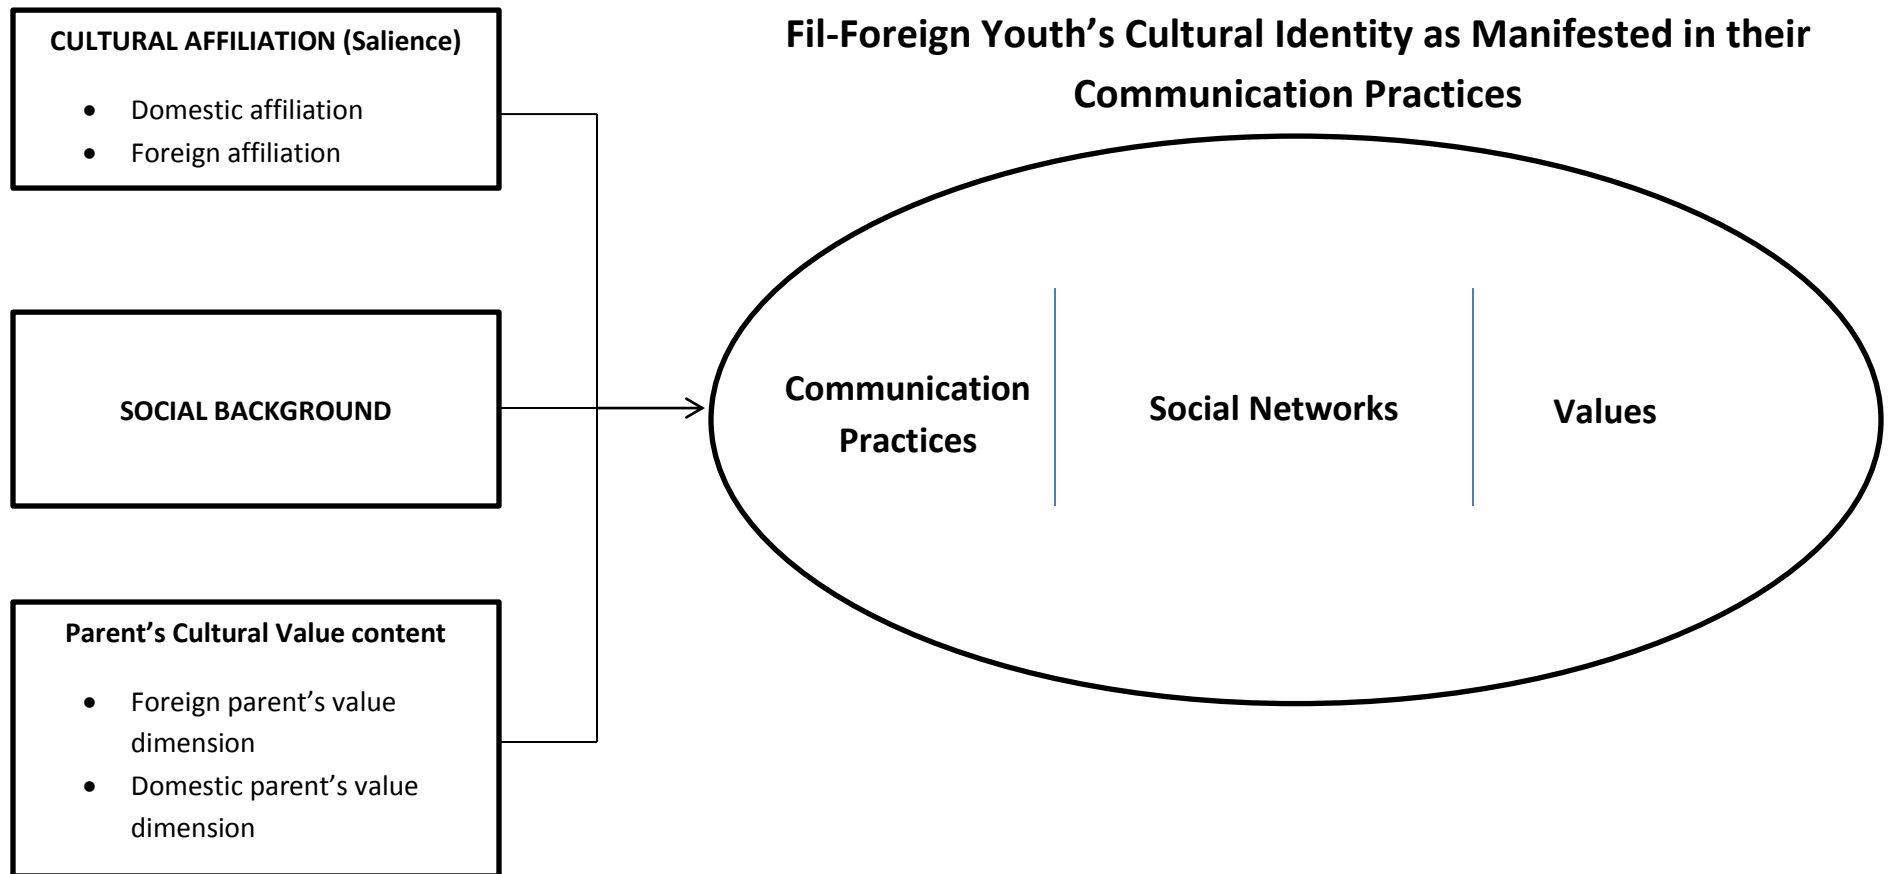 CULTURAL AFFILIATION (Salience)
• Domestic affiliation
• Foreign affiliation
SOCIAL BACKGROUND
Parent’s Cultural Value content
• Foreign parent’s value
dimension
• Domestic parent’s value
dimension
Fil-Foreign Youth’s Cultural Identity as Manifested in their
Communication Practices
Communication
Practices
Social Networks
Values